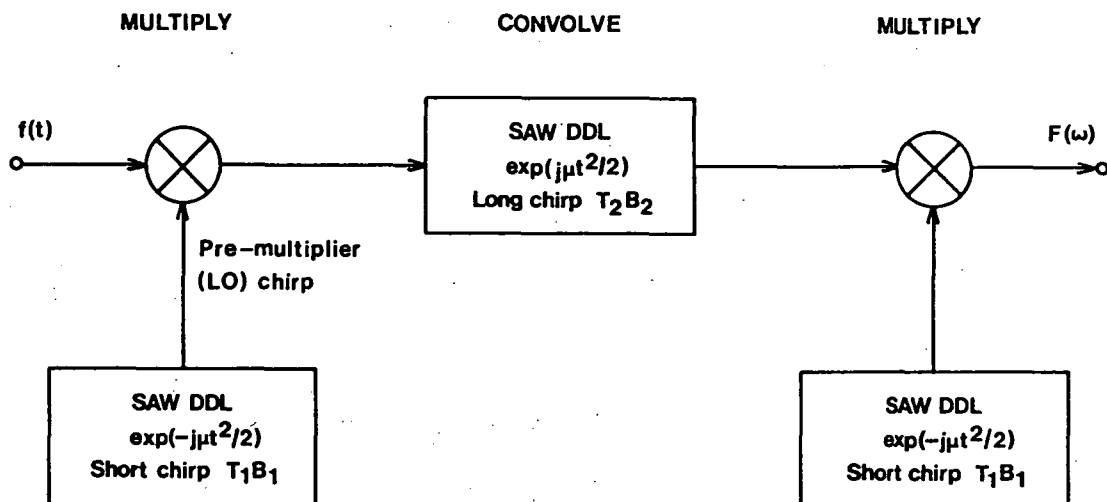 MULTIPLY CONVOLVE MULTIPLY
f(t)
SAW DDL
exp(jμt²/2)
Long chirp T₂B₂
F(ω)
Pre-multiplier
(LO) chirp
SAW DDL
exp(-jμt²/2)
Short chirp T₁B₁
SAW DDL
exp(-jμt²/2)
Short chirp T₁B₁